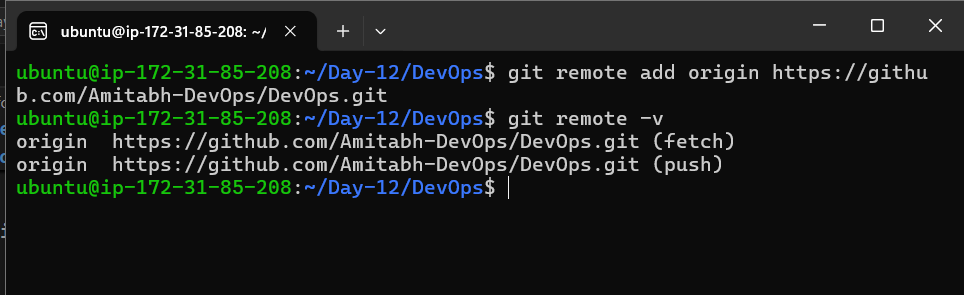 ubuntu@ip-172-31-85-208: ~/
ubuntu@ip-172-31-85-208:~/Day-12/DevOps$ git remote add origin https://githu
b.com/Amitabh-DevOps/DevOps.git
ubuntu@ip-172-31-85-208:~/Day-12/DevOps$ git remote -v
origin  https://github.com/Amitabh-DevOps/DevOps.git (fetch)
origin  https://github.com/Amitabh-DevOps/DevOps.git (push)
ubuntu@ip-172-31-85-208:~/Day-12/DevOps$